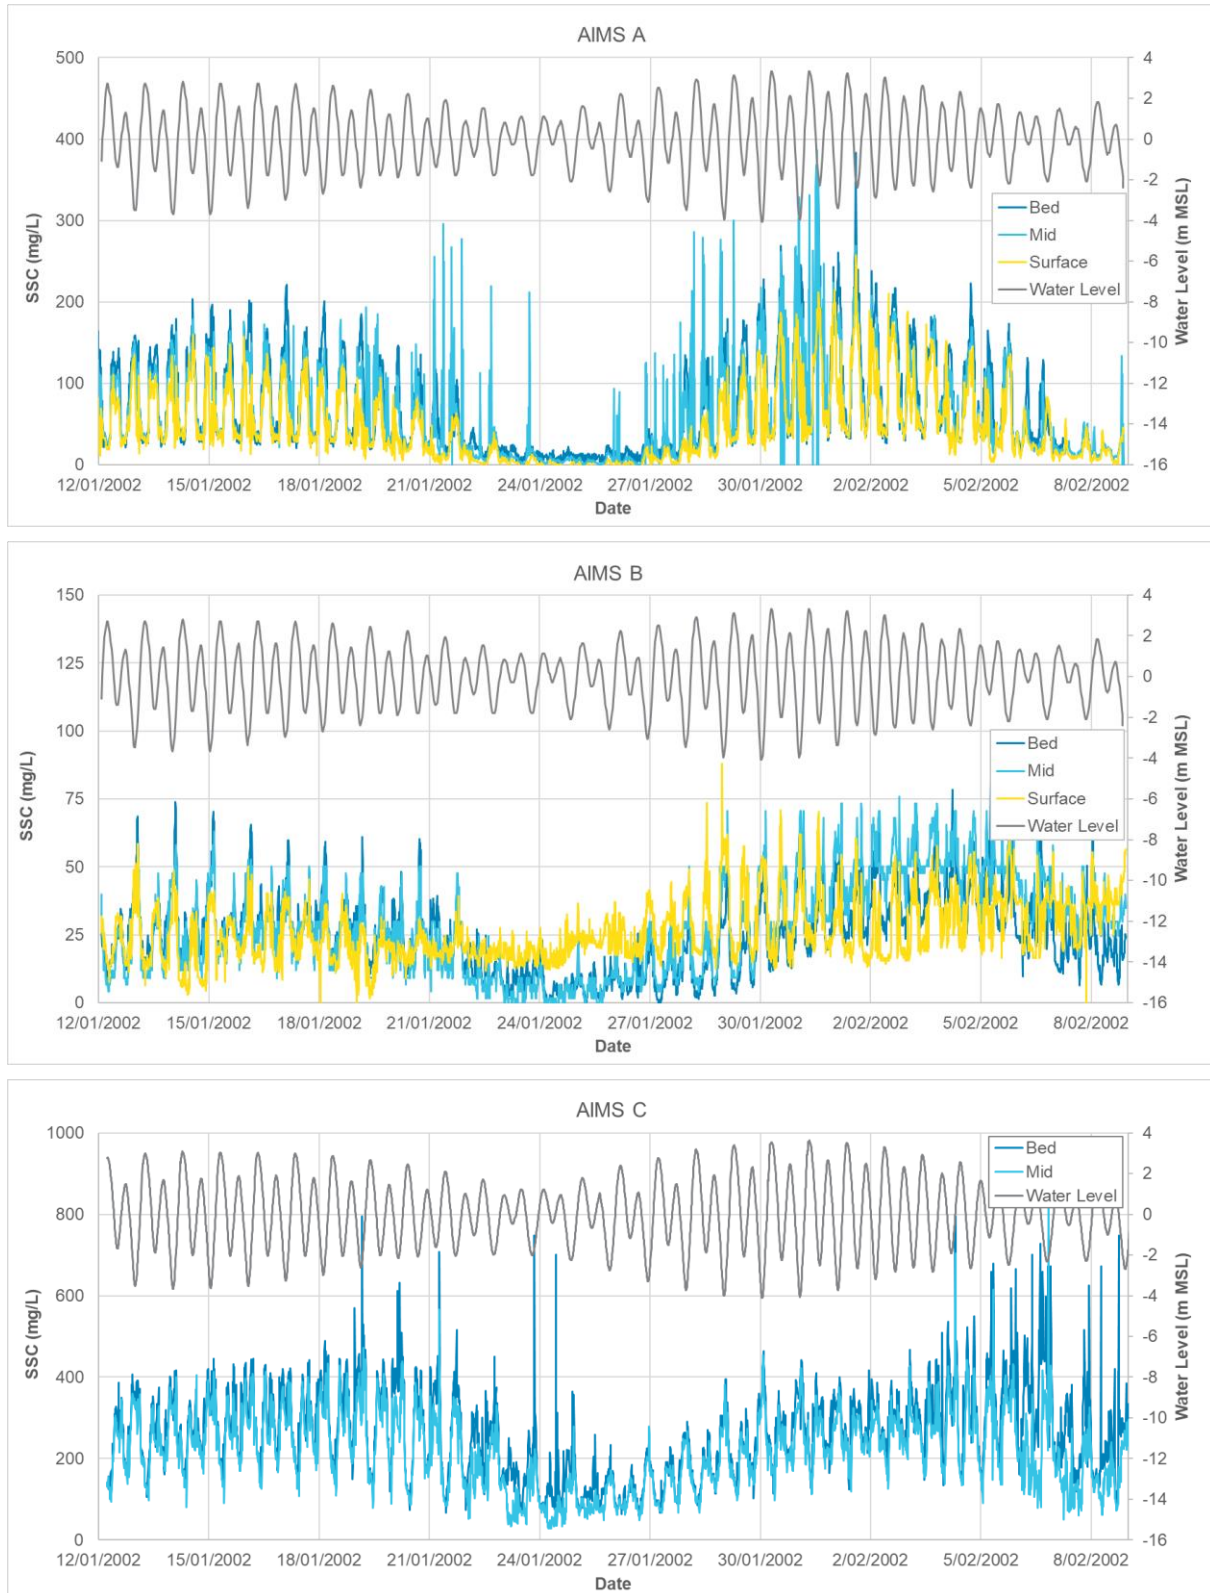 AIMS A
500
400
300
200
100
0
SSC (mg/L)
4
2
0
-2
-4
-6
-8
-10
-12
-14
-16
Water Level (m MSL)
Bed
Mid
Surface
Water Level
12/01/2002 15/01/2002 18/01/2002 21/01/2002 24/01/2002 27/01/2002 30/01/2002 2/02/2002 5/02/2002 8/02/2002
Date
AIMS B
150
125
100
75
50
25
0
SSC (mg/L)
4
2
0
-2
-4
-6
-8
-10
-12
-14
-16
Water Level (m MSL)
Bed
Mid
Surface
Water Level
12/01/2002 15/01/2002 18/01/2002 21/01/2002 24/01/2002 27/01/2002 30/01/2002 2/02/2002 5/02/2002 8/02/2002
Date
AIMS C
1000
800
600
400
200
0
SSC (mg/L)
4
2
0
-2
-4
-6
-8
-10
-12
-14
-16
Water Level (m MSL)
Bed
Mid
Water Level
12/01/2002 15/01/2002 18/01/2002 21/01/2002 24/01/2002 27/01/2002 30/01/2002 2/02/2002 5/02/2002 8/02/2002
Date